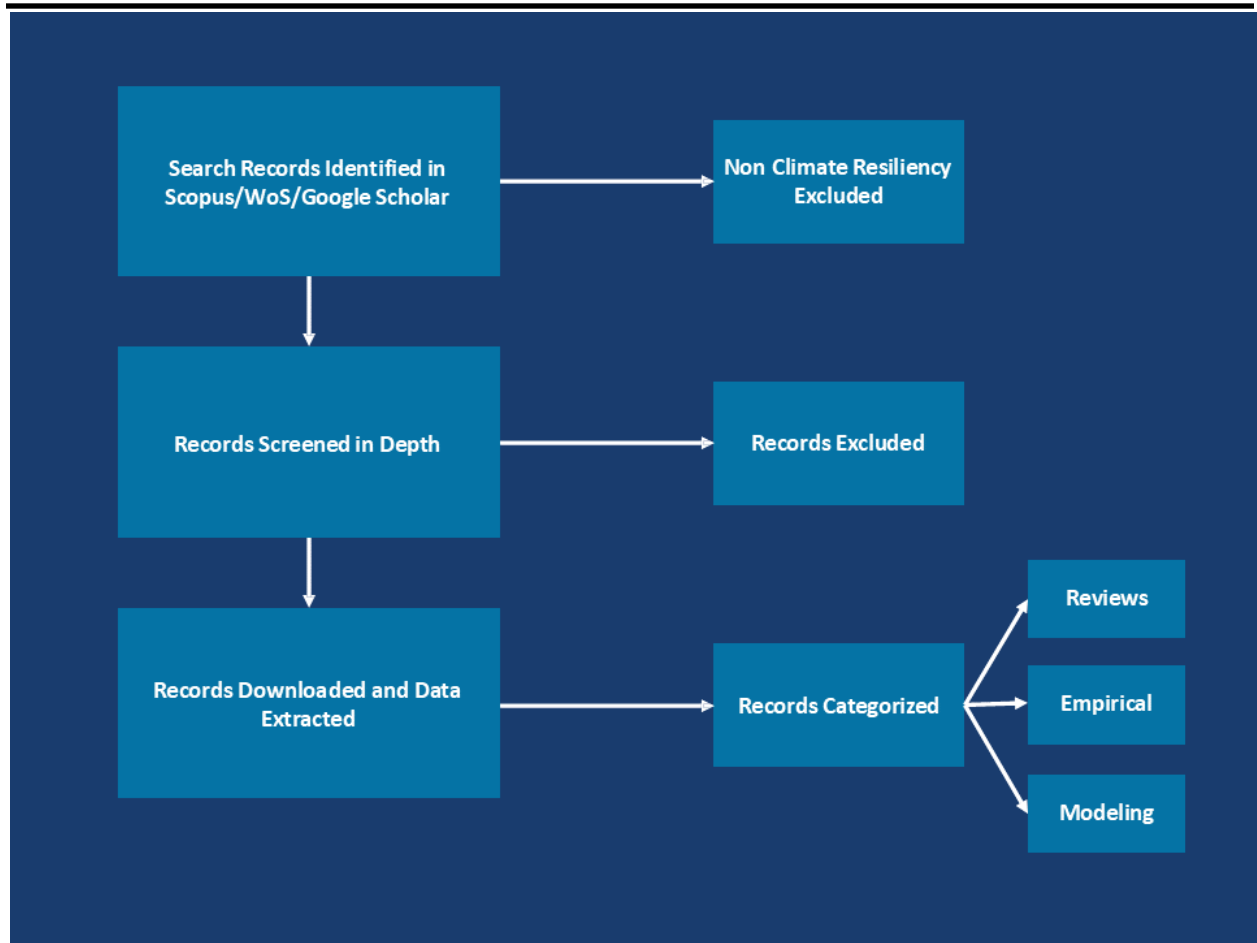 Search Records Identified in
Scopus/WoS/Google Scholar
Non Climate Resiliency
Excluded
Records Screened in Depth
Records Excluded
Records Downloaded and Data
Extracted
Records Categorized
Reviews
Empirical
Modeling